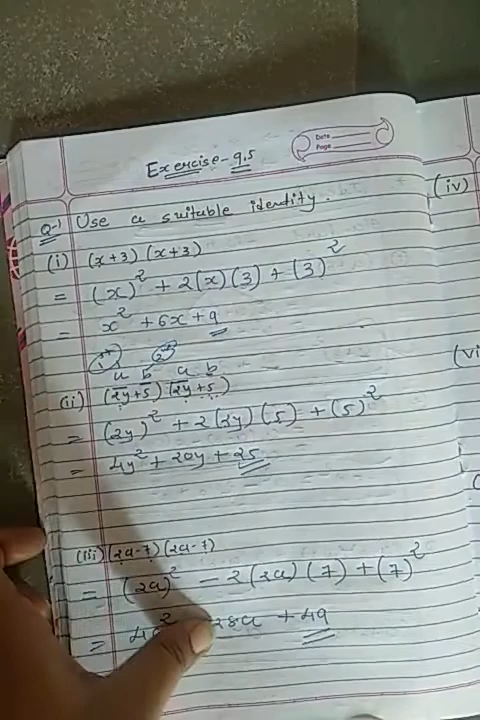 Date
Page
Exercise-9.5
(iv)
Q-1 Use a suitable identity.
(i) (x+3) (x+3)
= (x)² + 2(x)(3) + (3)²
= x² + 6x + 9
a b a b
(ii) (2y+5) (2y+5)
(vi
= (2y)² + 2(2y)(5) + (5)²
= 4y² + 20y + 25
(iii) (2a-7) (2a-7)
= (2a)² - 2(2a)(7) + (7)²
= 4a² 28a + 49